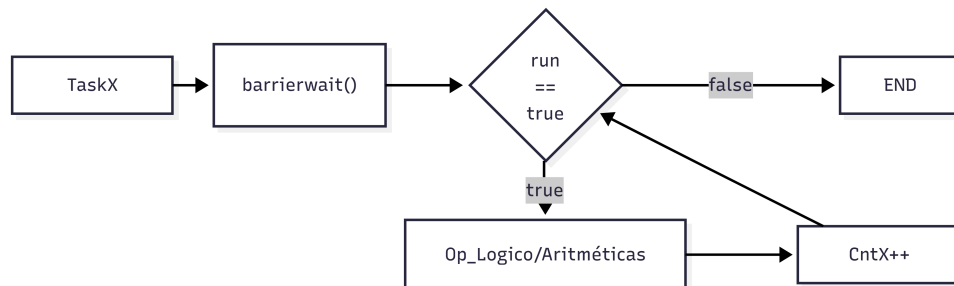 TaskX
barrierwait()
run
==
true
false
END
true
Op_Logico/Aritméticas
CntX++